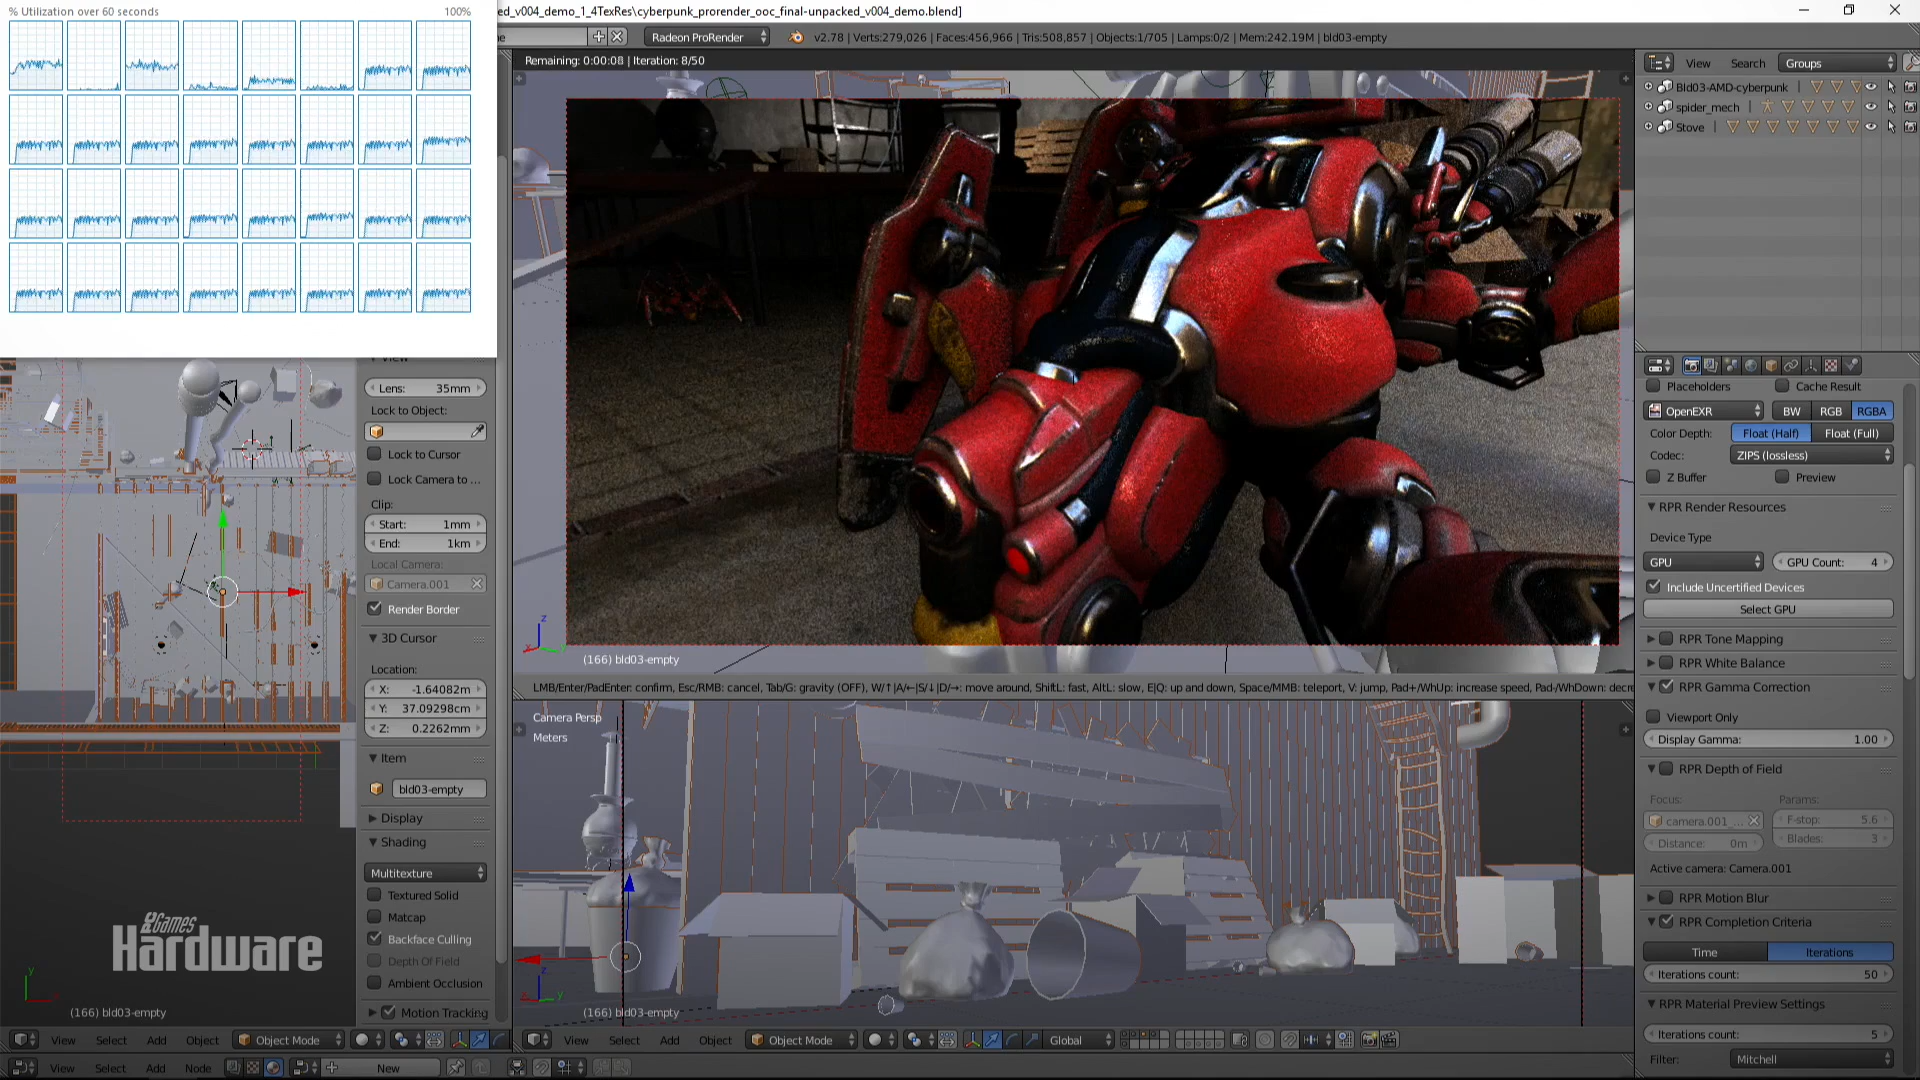 % Utilization over 60 seconds
100%
ed_v004_demo_1_4TexRes\cyberpunk_prorender_ooc_final-unpacked_v004_demo.blend]
ne
Radeon ProRender
v2.78 | Verts:279,026 | Faces:456,966 | Tris:508,857 | Objects:1/705 | Lamps:0/2 | Mem:242.19M | bld03-empty
Remaining: 0:00:08 | Iteration: 8/50
View
Search
Groups
Bld03-AMD-cyberpunk
spider_mech
Stove
Lens: 35mm
Lock to Object:
Lock to Cursor
Lock Camera to ...
Clip:
Start: 1mm
End: 1km
Local Camera:
Camera.001
Render Border
3D Cursor
Location:
X: -1.64082m
Y: 37.09298cm
Z: 0.2262mm
Item
bld03-empty
Display
Shading
Multitexture
Textured Solid
Matcap
Backface Culling
Depth Of Field
Ambient Occlusion
Motion Tracking
PC Games
Hardware
y
(166) bld03-empty
z
(166) bld03-empty
LMB/Enter/PadEnter: confirm, Esc/RMB: cancel, Tab/G: gravity (OFF), W/↑|A/←|S/↓|D/→: move around, ShiftL: fast, AltL: slow, E|Q: up and down, Space/MMB: teleport, V: jump, Pad+/WhUp: increase speed, Pad-/WhDown: decre
Camera Persp
Meters
z
y
(166) bld03-empty
Placeholders
Cache Result
OpenEXR
BW
RGB
RGBA
Color Depth:
Float (Half)
Float (Full)
Codec:
ZIPS (lossless)
Z Buffer
Preview
RPR Render Resources
Device Type
GPU
GPU Count: 4
Include Uncertified Devices
Select GPU
RPR Tone Mapping
RPR White Balance
RPR Gamma Correction
Viewport Only
Display Gamma: 1.00
RPR Depth of Field
Focus:
Params:
camera.001_...
F-stop: 5.6
Distance: 0m
Blades: 3
Active camera: Camera.001
RPR Motion Blur
RPR Completion Criteria
Time
Iterations
Iterations count: 50
RPR Material Preview Settings
Iterations count: 5
Filter:
Mitchell
View
Select
Add
Object
Object Mode
View
Select
Add
Object
Object Mode
Global
View
Select
Add
Node
New